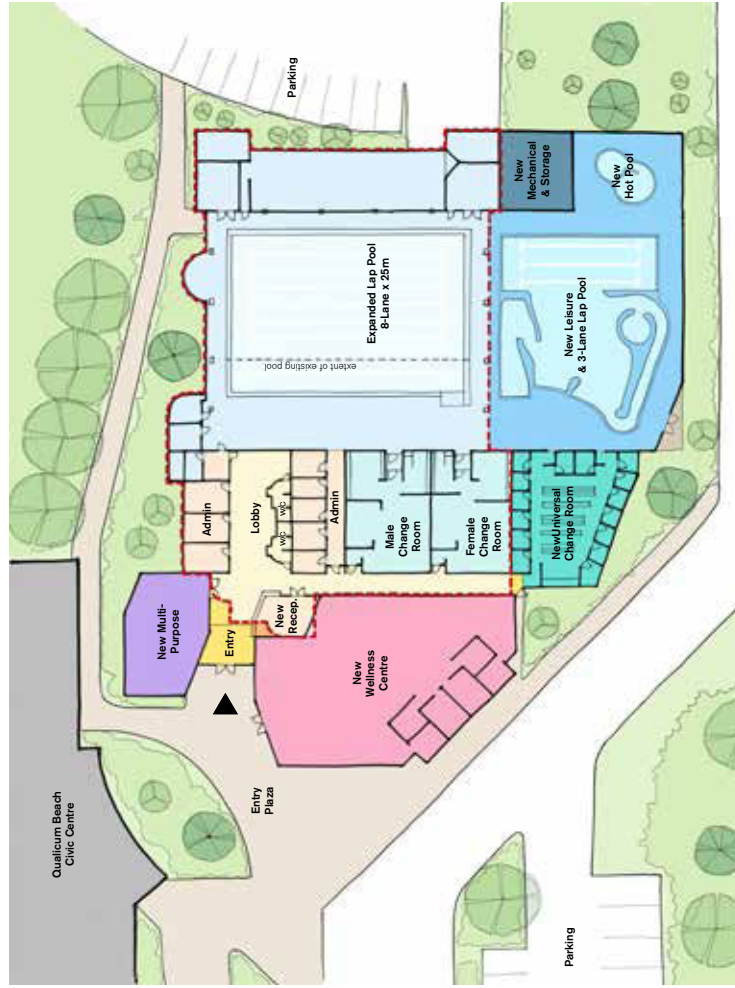 Parking
New
Mechanical
& Storage
New
Hot Pool
Expanded Lap Pool
8-Lane x 25m
New Leisure
& 3-Lane Lap Pool
extent of existing pool
Admin
Lobby
w/c
w/c
Admin
Male
Change
Room
Female
Change
Room
NewUniversal
Change Room
New Multi-
Purpose
Entry
New
Recep.
New
Wellness
Centre
Entry
Plaza
Qualicum Beach
Civic Centre
Parking